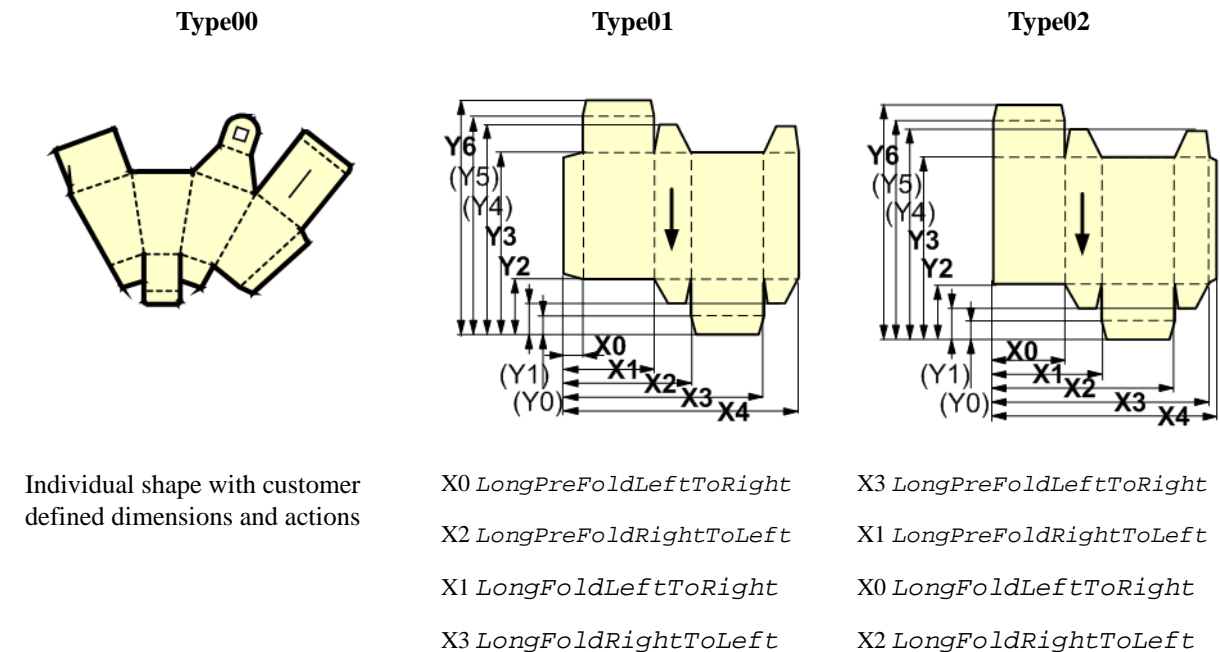 Type00
Type01
Type02
Y6
(Y5)
(Y4)
Y3
Y2
X0
(Y1)
X1
X2
(Y0)
X3
X4
Y6
(Y5)
(Y4)
Y3
Y2
X0
(Y1)
X1
X2
(Y0)
X3
X4
Individual shape with customer
defined dimensions and actions
X0 LongPreFoldLeftToRight
X2 LongPreFoldRightToLeft
X1 LongFoldLeftToRight
X3 LongFoldRightToLeft
X3 LongPreFoldLeftToRight
X1 LongPreFoldRightToLeft
X0 LongFoldLeftToRight
X2 LongFoldRightToLeft